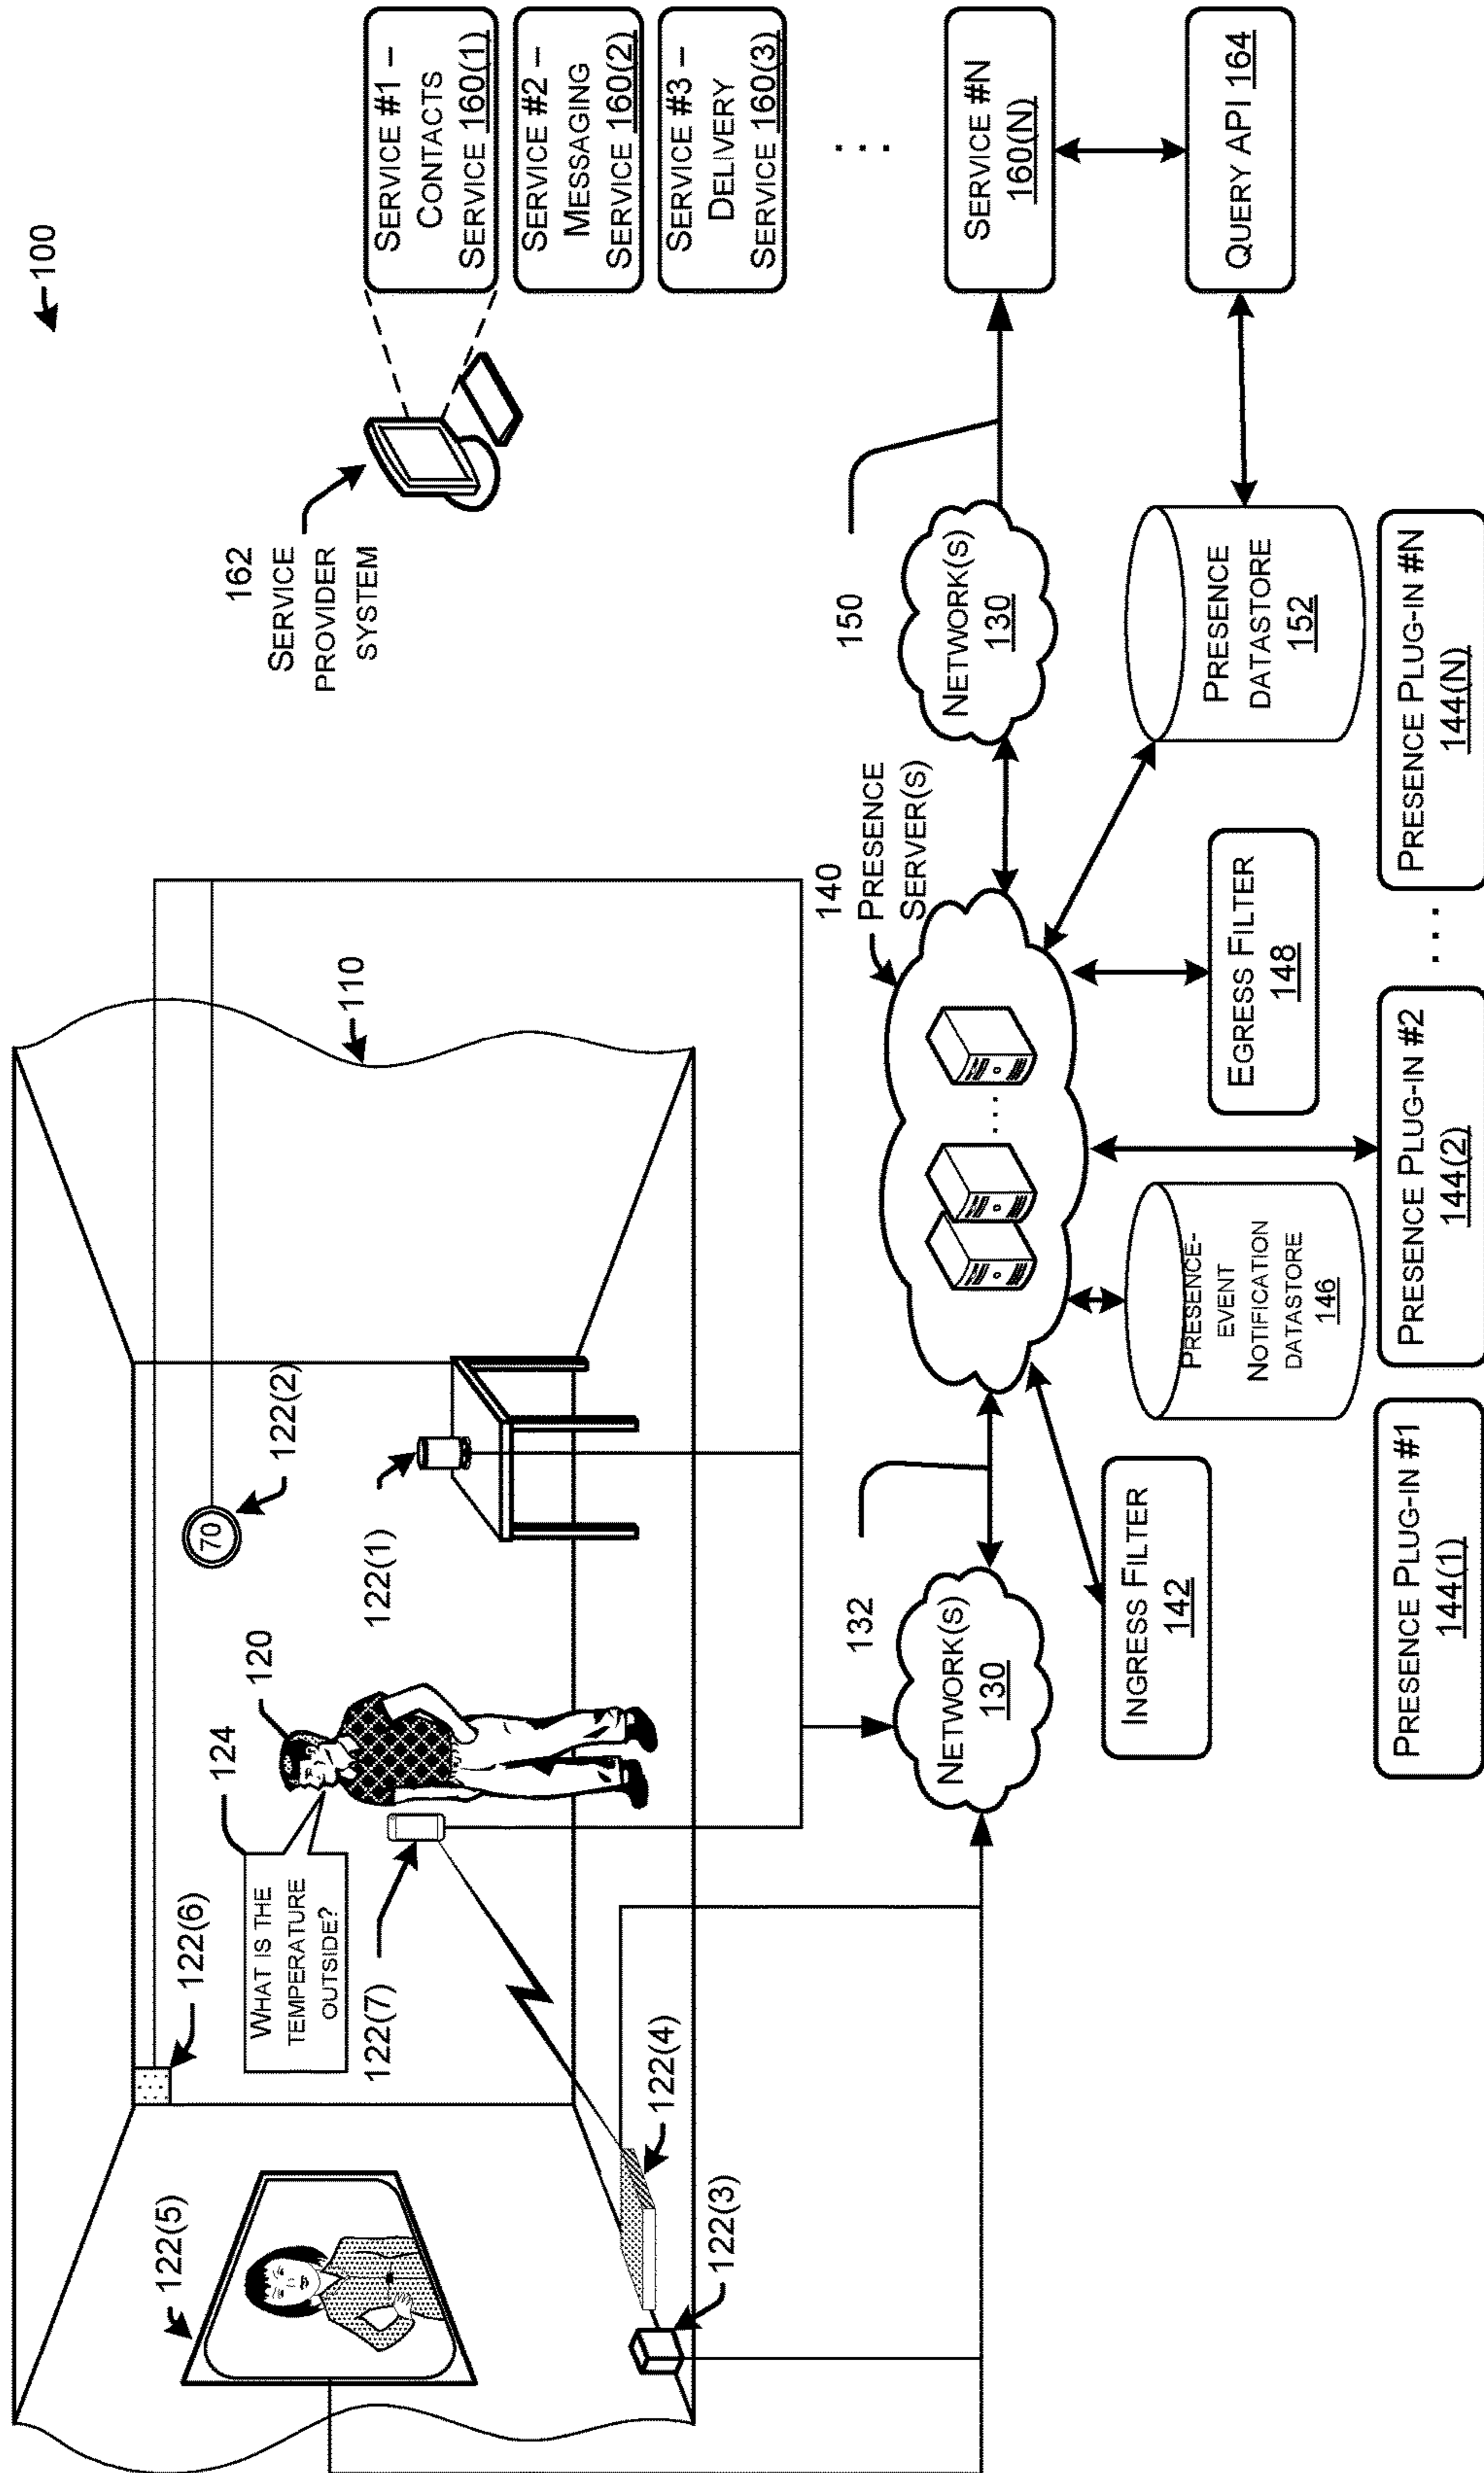 100
110
122(5)
122(6)
124
120
WHAT IS THE
TEMPERATURE
OUTSIDE?
70
122(2)
122(7)
122(1)
122(4)
122(3)
162
SERVICE
PROVIDER
SYSTEM
SERVICE #1 –
CONTACTS
SERVICE 160(1)
SERVICE #2 –
MESSAGING
SERVICE 160(2)
SERVICE #3 –
DELIVERY
SERVICE 160(3)
...
SERVICE #N
160(N)
132
NETWORK(S)
130
140
PRESENCE
SERVER(S)
...
150
NETWORK(S)
130
INGRESS FILTER
142
PRESENCE-
EVENT
NOTIFICATION
DATASTORE
146
EGRESS FILTER
148
PRESENCE
DATASTORE
152
QUERY API 164
PRESENCE PLUG-IN #1
144(1)
PRESENCE PLUG-IN #2
144(2)
...
PRESENCE PLUG-IN #N
144(N)